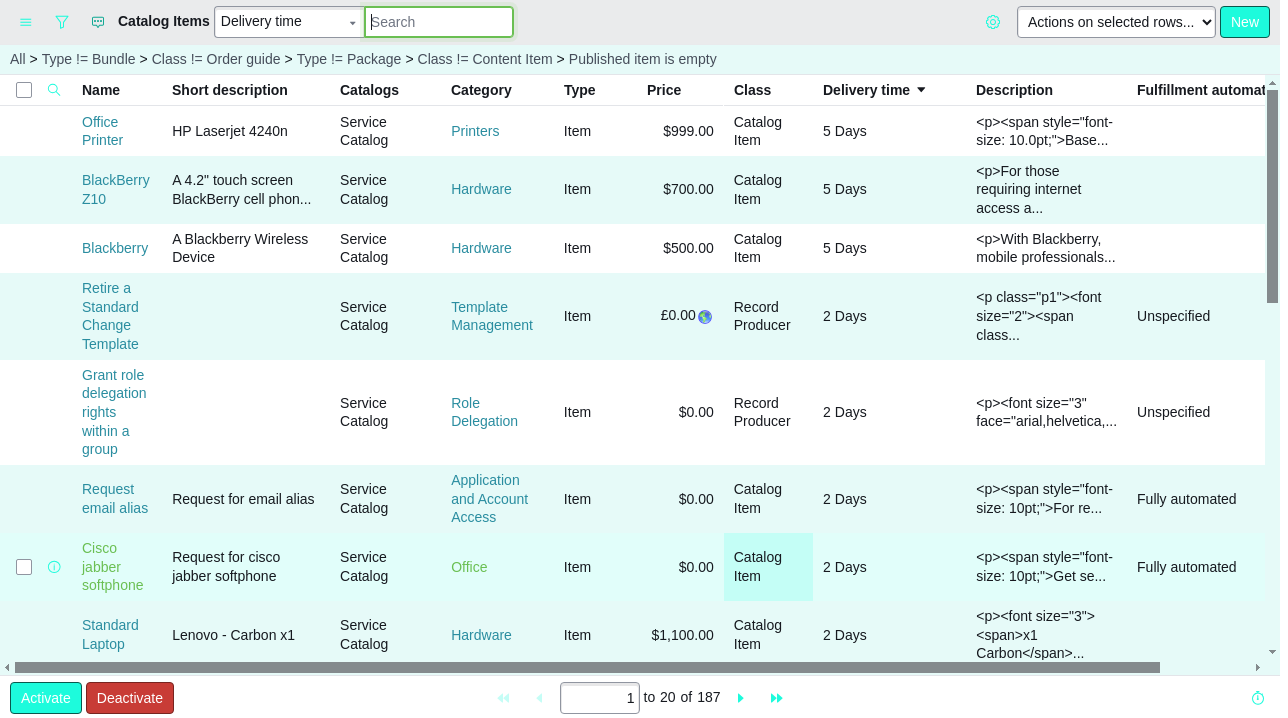 Catalog Items
Delivery time
Search
Actions on selected rows...
New
All > Type != Bundle > Class != Order guide > Type != Package > Class != Content Item > Published item is empty
Name Short description Catalogs Category Type Price Class Delivery time Description Fulfillment automat
Office
Printer
HP Laserjet 4240n
Service
Catalog
Printers
Item
$999.00
Catalog
Item
5 Days
<p><span style="font-
size: 10.0pt;">Base...
BlackBerry
Z10
A 4.2" touch screen
BlackBerry cell phon...
Service
Catalog
Hardware
Item
$700.00
Catalog
Item
5 Days
<p>For those
requiring internet
access a...
Blackberry
A Blackberry Wireless
Device
Service
Catalog
Hardware
Item
$500.00
Catalog
Item
5 Days
<p>With Blackberry,
mobile professionals...
Retire a
Standard
Change
Template
Service
Catalog
Template
Management
Item
£0.00
Record
Producer
2 Days
<p class="p1"><font
size="2"><span
class...
Unspecified
Grant role
delegation
rights
within a
group
Service
Catalog
Role
Delegation
Item
$0.00
Record
Producer
2 Days
<p><font size="3"
face="arial,helvetica,...
Unspecified
Request
email alias
Request for email alias
Service
Catalog
Application
and Account
Access
Item
$0.00
Catalog
Item
2 Days
<p><span style="font-
size: 10pt;">For re...
Fully automated
Cisco
jabber
softphone
Request for cisco
jabber softphone
Service
Catalog
Office
Item
$0.00
Catalog
Item
2 Days
<p><span style="font-
size: 10pt;">Get se...
Fully automated
Standard
Laptop
Lenovo - Carbon x1
Service
Catalog
Hardware
Item
$1,100.00
Catalog
Item
2 Days
<p><font size="3">
<span>x1
Carbon</span>...
Activate
Deactivate
1 to 20 of 187